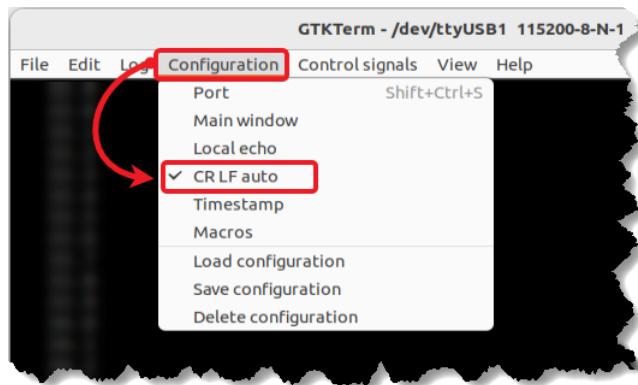 GTKTerm - /dev/ttyUSB1 115200-8-N-1
File Edit Log Configuration Control signals View Help
Port Shift+Ctrl+S
Main window
Local echo
✓ CR LF auto
Timestamp
Macros
Load configuration
Save configuration
Delete configuration